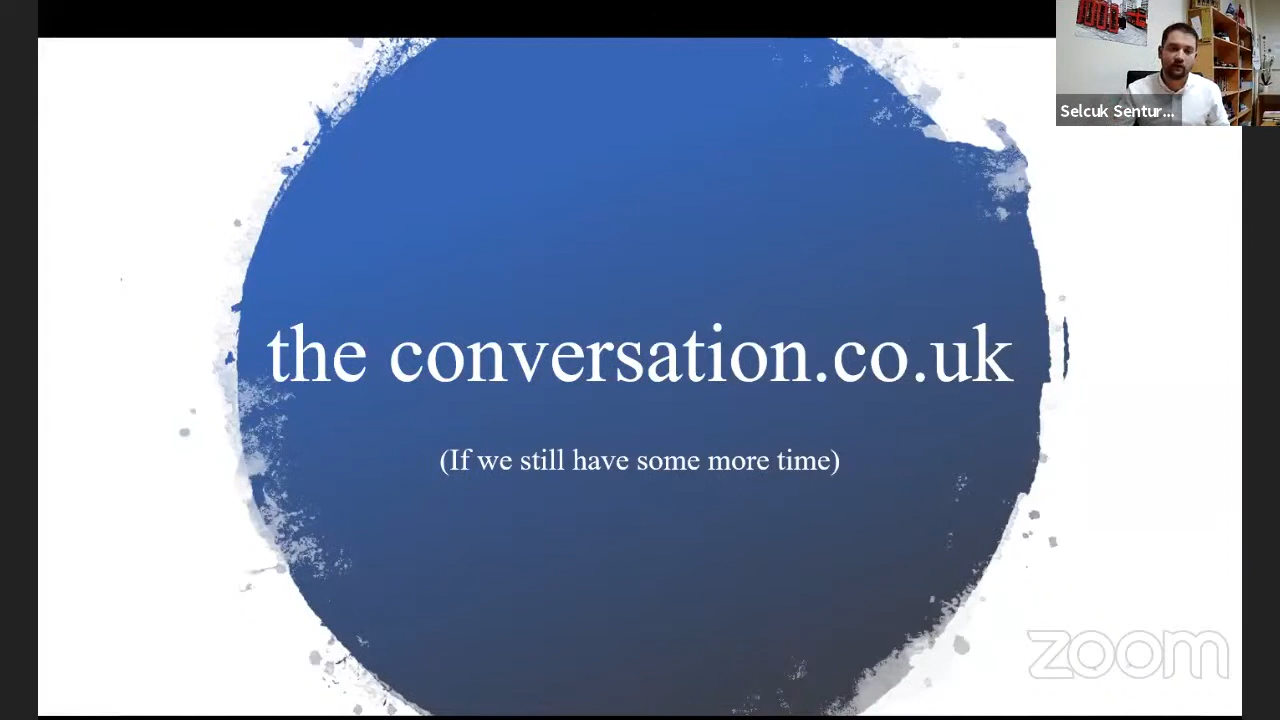 Selcuk Sentur...
the conversation.co.uk
(If we still have some more time)
zoom